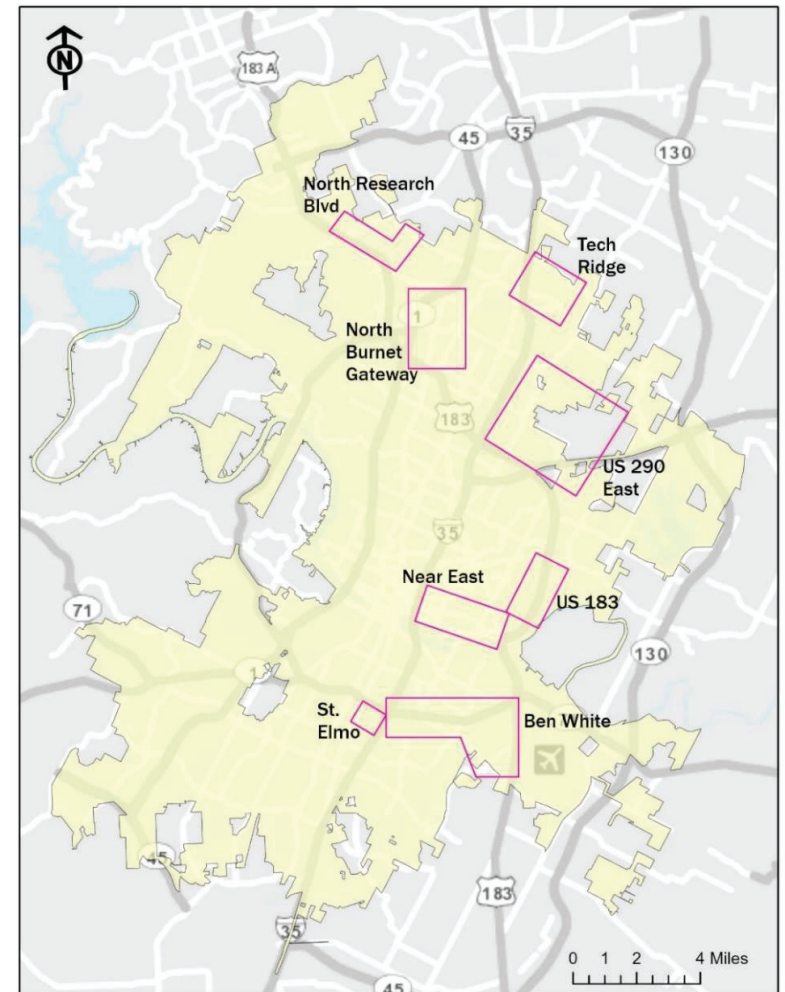 N
183 A
45
35
130
North Research
Blvd
Tech
Ridge
1
North
Burnet
Gateway
183
US 290
East
35
Near East
US 183
71
130
1
St.
Elmo
Ben White
45
183
35
0 1 2 4 Miles
45